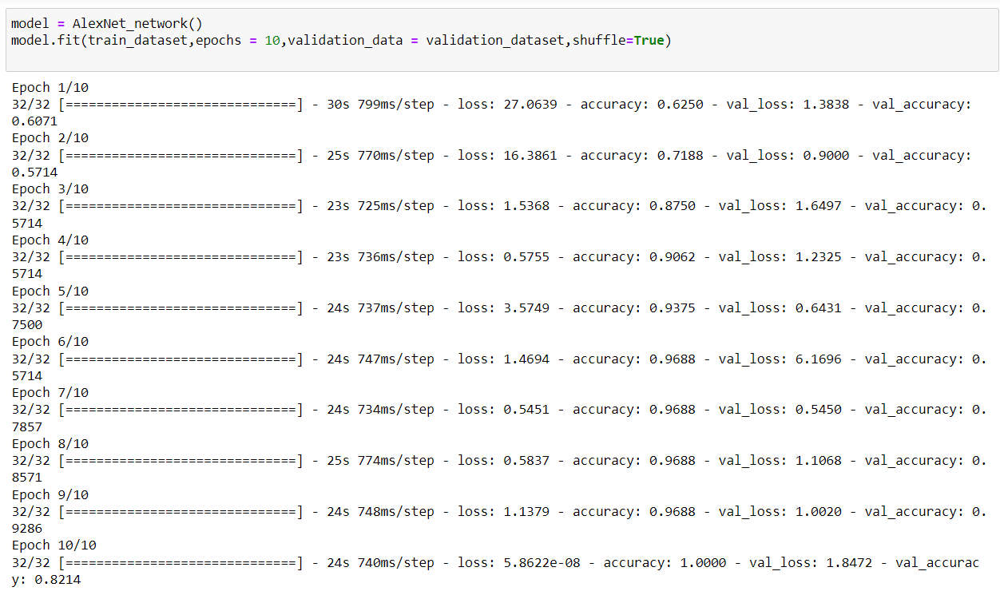 model = AlexNet_network()
model.fit(train_dataset,epochs = 10,validation_data = validation_dataset,shuffle=True)
Epoch 1/10
32/32 [==============================] - 30s 799ms/step - loss: 27.0639 - accuracy: 0.6250 - val_loss: 1.3838 - val_accuracy:
0.6071
Epoch 2/10
32/32 [==============================] - 25s 770ms/step - loss: 16.3861 - accuracy: 0.7188 - val_loss: 0.9000 - val_accuracy:
0.5714
Epoch 3/10
32/32 [==============================] - 23s 725ms/step - loss: 1.5368 - accuracy: 0.8750 - val_loss: 1.6497 - val_accuracy: 0.
5714
Epoch 4/10
32/32 [==============================] - 23s 736ms/step - loss: 0.5755 - accuracy: 0.9062 - val_loss: 1.2325 - val_accuracy: 0.
5714
Epoch 5/10
32/32 [==============================] - 24s 737ms/step - loss: 3.5749 - accuracy: 0.9375 - val_loss: 0.6431 - val_accuracy: 0.
7500
Epoch 6/10
32/32 [==============================] - 24s 747ms/step - loss: 1.4694 - accuracy: 0.9688 - val_loss: 6.1696 - val_accuracy: 0.
5714
Epoch 7/10
32/32 [==============================] - 24s 734ms/step - loss: 0.5451 - accuracy: 0.9688 - val_loss: 0.5450 - val_accuracy: 0.
7857
Epoch 8/10
32/32 [==============================] - 25s 774ms/step - loss: 0.5837 - accuracy: 0.9688 - val_loss: 1.1068 - val_accuracy: 0.
8571
Epoch 9/10
32/32 [==============================] - 24s 748ms/step - loss: 1.1379 - accuracy: 0.9688 - val_loss: 1.0020 - val_accuracy: 0.
9286
Epoch 10/10
32/32 [==============================] - 24s 740ms/step - loss: 5.8622e-08 - accuracy: 1.0000 - val_loss: 1.8472 - val_accurac
y: 0.8214